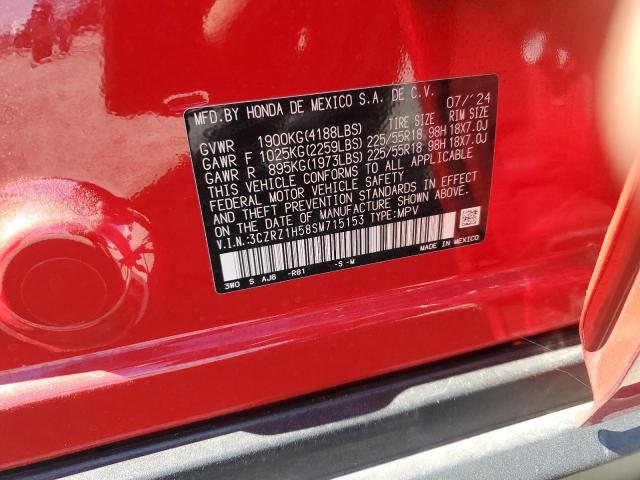 MFD.BY HONDA DE MEXICO S.A. DE C.V. 07/'24
TIRE SIZE RIM SIZE
GVWR 1900KG(4188LBS)
GAWR F 1025KG(2259LBS) 225/55R18 98H 18X7.0J
GAWR R 895KG(1973LBS) 225/55R18 98H 18X7.0J
THIS VEHICLE CONFORMS TO ALL APPLICABLE
FEDERAL MOTOR VEHICLE SAFETY
AND THEFT PREVENTION STANDARDS IN EFFECT
ON THE DATE OF MANUFACTURE SHOWN ABOVE.
V.I.N.:3CZRZ1H58SM715153 TYPE:MPV
3W0 S AJ6 -R81 -S -M
MADE IN MEXICO